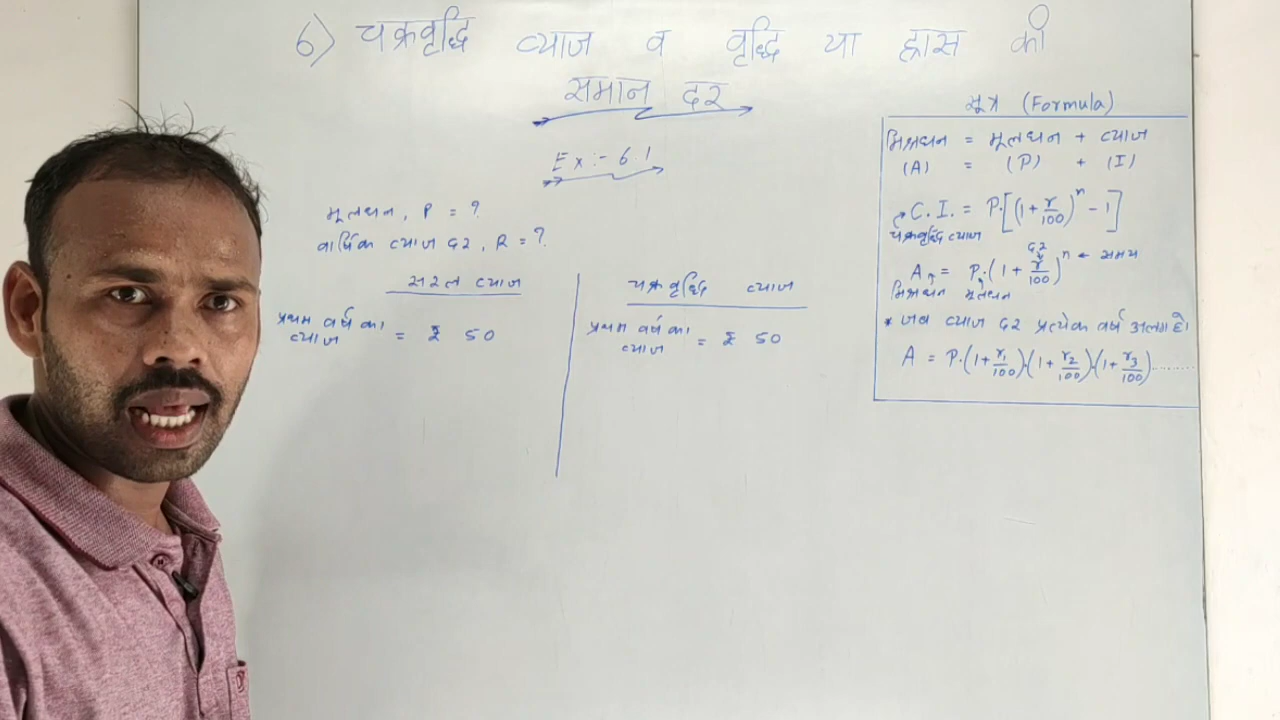 6) चक्रवृद्धि ब्याज व वृद्धि या ह्रास की
समान दर
Ex :- 6.1
मूलधन, P = ?
वार्षिक ब्याज दर, R = ?
सरल ब्याज
प्रथम वर्ष का
ब्याज = ₹ 50
चक्रवृद्धि ब्याज
प्रथम वर्ष का
ब्याज = ₹ 50
सूत्र (Formula)
मिश्रधन = मूलधन + ब्याज
(A) = (P) + (I)
C.I. = P.[(1+r/100)^n - 1]
चक्रवृद्धि ब्याज
दर
A = P.(1 + r/100)^n ← समय
मिश्रधन मूलधन
* जब ब्याज दर प्रत्येक वर्ष अलग हो।
A = P.(1+r₁/100).(1+r₂/100).(1+r₃/100)..........